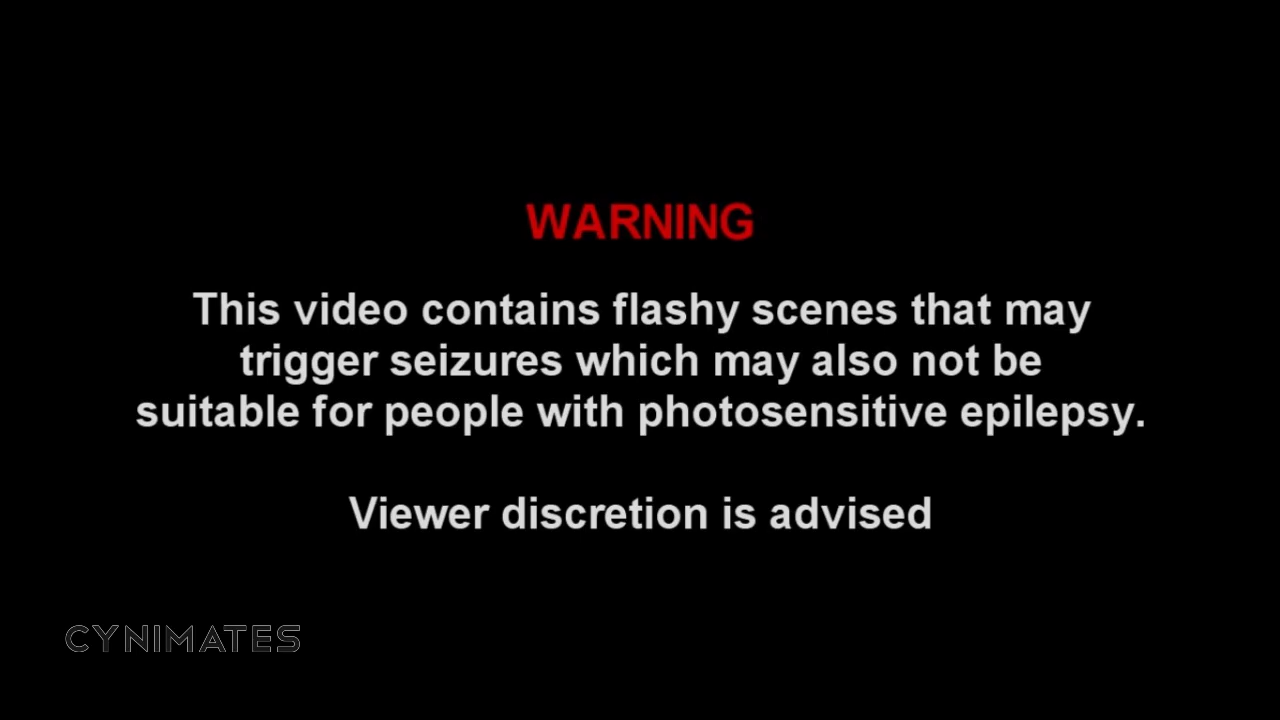 WARNING
This video contains flashy scenes that may
trigger seizures which may also not be
suitable for people with photosensitive epilepsy.
Viewer discretion is advised
CYNIMATES